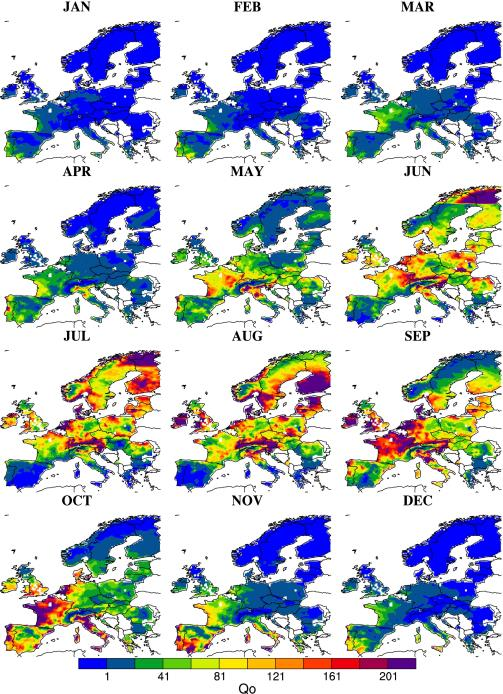 JAN FEB MAR
APR MAY JUN
JUL AUG SEP
OCT NOV DEC
1 41 81 121 161 201
Qo